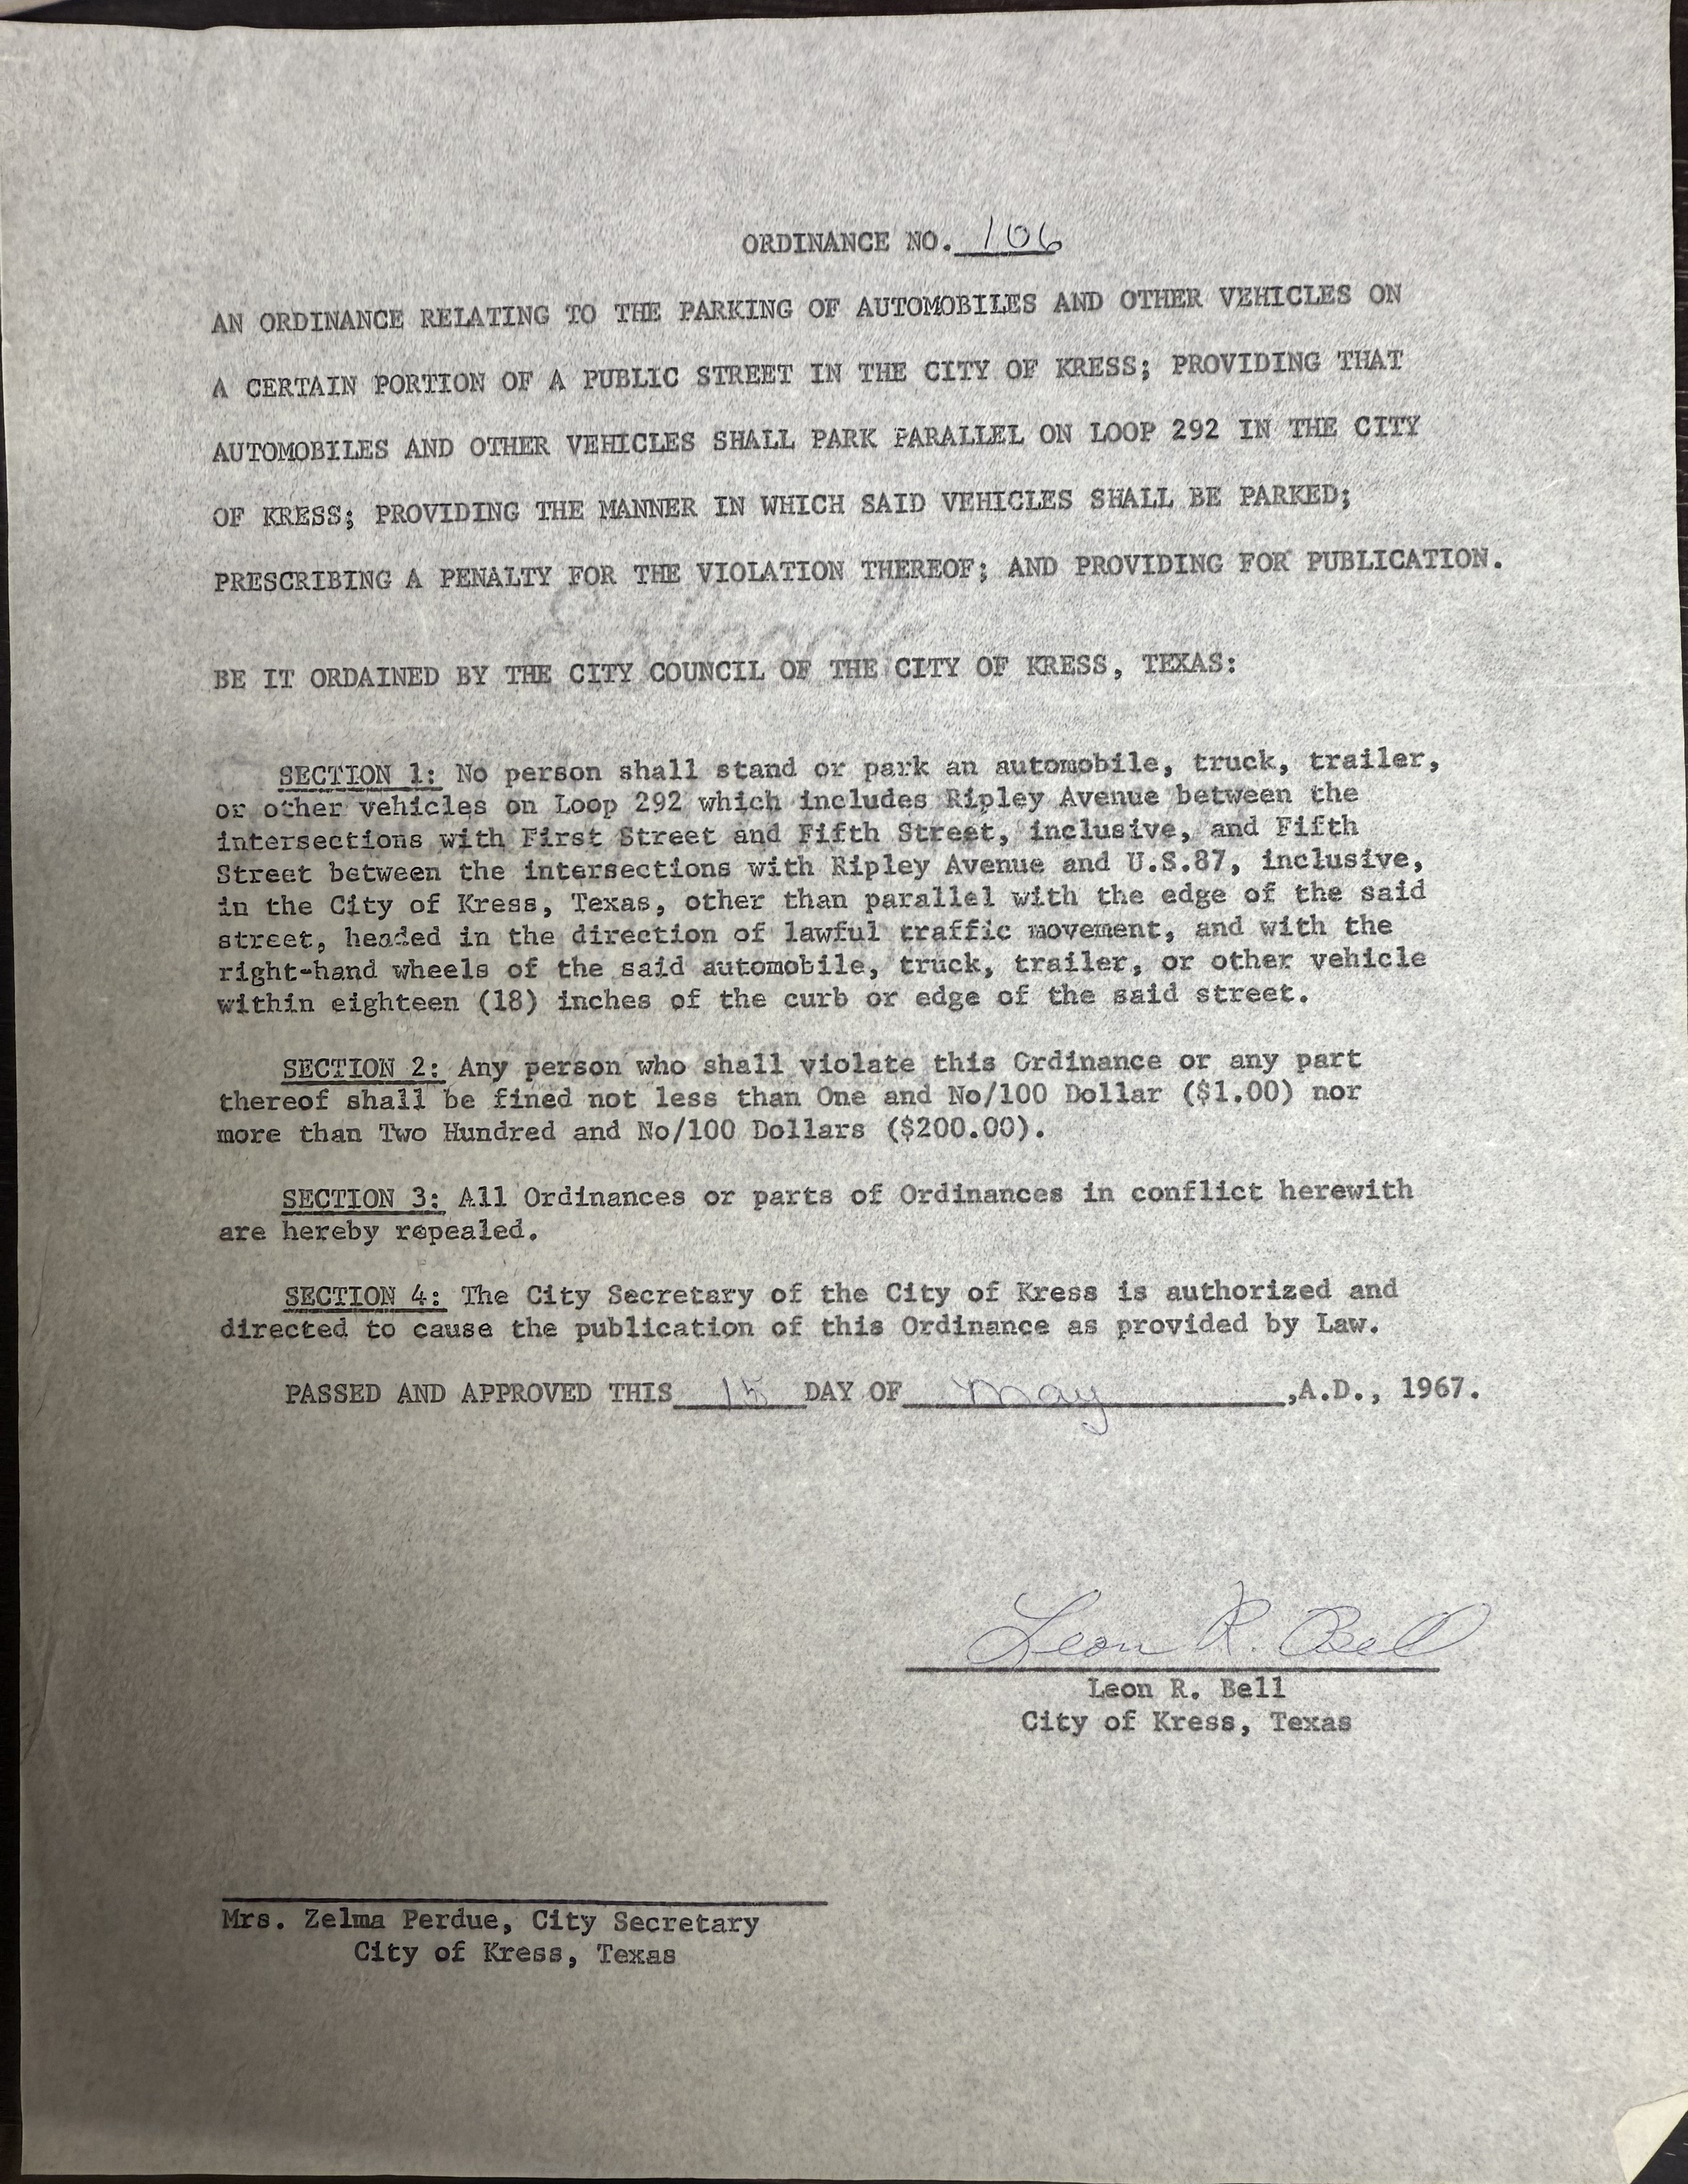 ORDINANCE NO. 106
AN ORDINANCE RELATING TO THE PARKING OF AUTOMOBILES AND OTHER VEHICLES ON
A CERTAIN PORTION OF A PUBLIC STREET IN THE CITY OF KRESS; PROVIDING THAT
AUTOMOBILES AND OTHER VEHICLES SHALL PARK PARALLEL ON LOOP 292 IN THE CITY
OF KRESS; PROVIDING THE MANNER IN WHICH SAID VEHICLES SHALL BE PARKED;
PRESCRIBING A PENALTY FOR THE VIOLATION THEREOF; AND PROVIDING FOR PUBLICATION.
BE IT ORDAINED BY THE CITY COUNCIL OF THE CITY OF KRESS, TEXAS:
SECTION 1: No person shall stand or park an automobile, truck, trailer,
or other vehicles on Loop 292 which includes Ripley Avenue between the
intersections with First Street and Fifth Street, inclusive, and Fifth
Street between the intersections with Ripley Avenue and U.S.87, inclusive,
in the City of Kress, Texas, other than parallel with the edge of the said
street, headed in the direction of lawful traffic movement, and with the
right-hand wheels of the said automobile, truck, trailer, or other vehicle
within eighteen (18) inches of the curb or edge of the said street.
SECTION 2: Any person who shall violate this Ordinance or any part
thereof shall be fined not less than One and No/100 Dollar ($1.00) nor
more than Two Hundred and No/100 Dollars ($200.00).
SECTION 3: All Ordinances or parts of Ordinances in conflict herewith
are hereby repealed.
SECTION 4: The City Secretary of the City of Kress is authorized and
directed to cause the publication of this Ordinance as provided by Law.
PASSED AND APPROVED THIS 15 DAY OF May ,A.D., 1967.
Leon R. Bell
Leon R. Bell
City of Kress, Texas
Mrs. Zelma Perdue, City Secretary
City of Kress, Texas